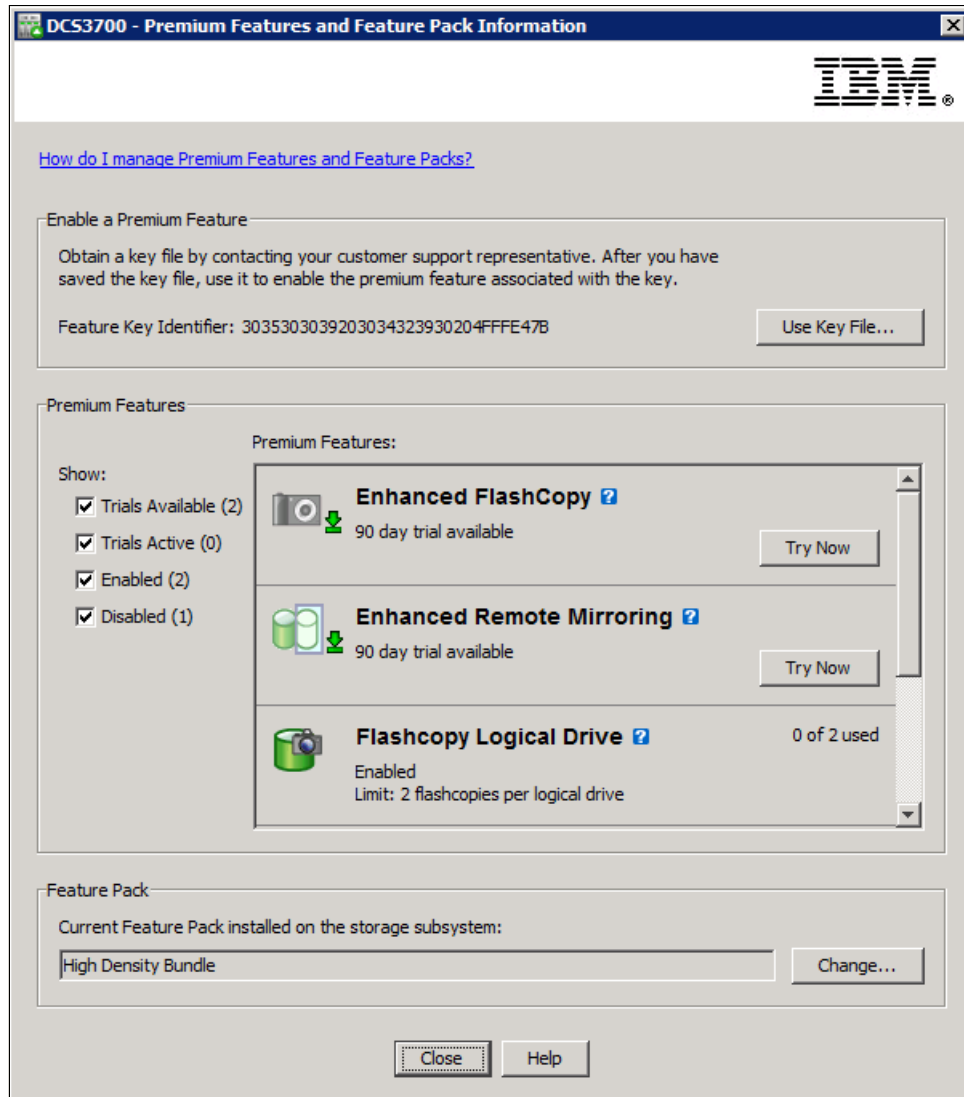 DCS3700 - Premium Features and Feature Pack Information
IBM®
How do I manage Premium Features and Feature Packs?
Enable a Premium Feature
Obtain a key file by contacting your customer support representative. After you have
saved the key file, use it to enable the premium feature associated with the key.
Feature Key Identifier: 3035303039203034323930204FFFE47B
Use Key File...
Premium Features
Premium Features:
Show:
Trials Available (2)
Trials Active (0)
Enabled (2)
Disabled (1)
Enhanced FlashCopy ?
90 day trial available
Try Now
Enhanced Remote Mirroring ?
90 day trial available
Try Now
Flashcopy Logical Drive ?
0 of 2 used
Enabled
Limit: 2 flashcopies per logical drive
Feature Pack
Current Feature Pack installed on the storage subsystem:
High Density Bundle
Change...
Close
Help